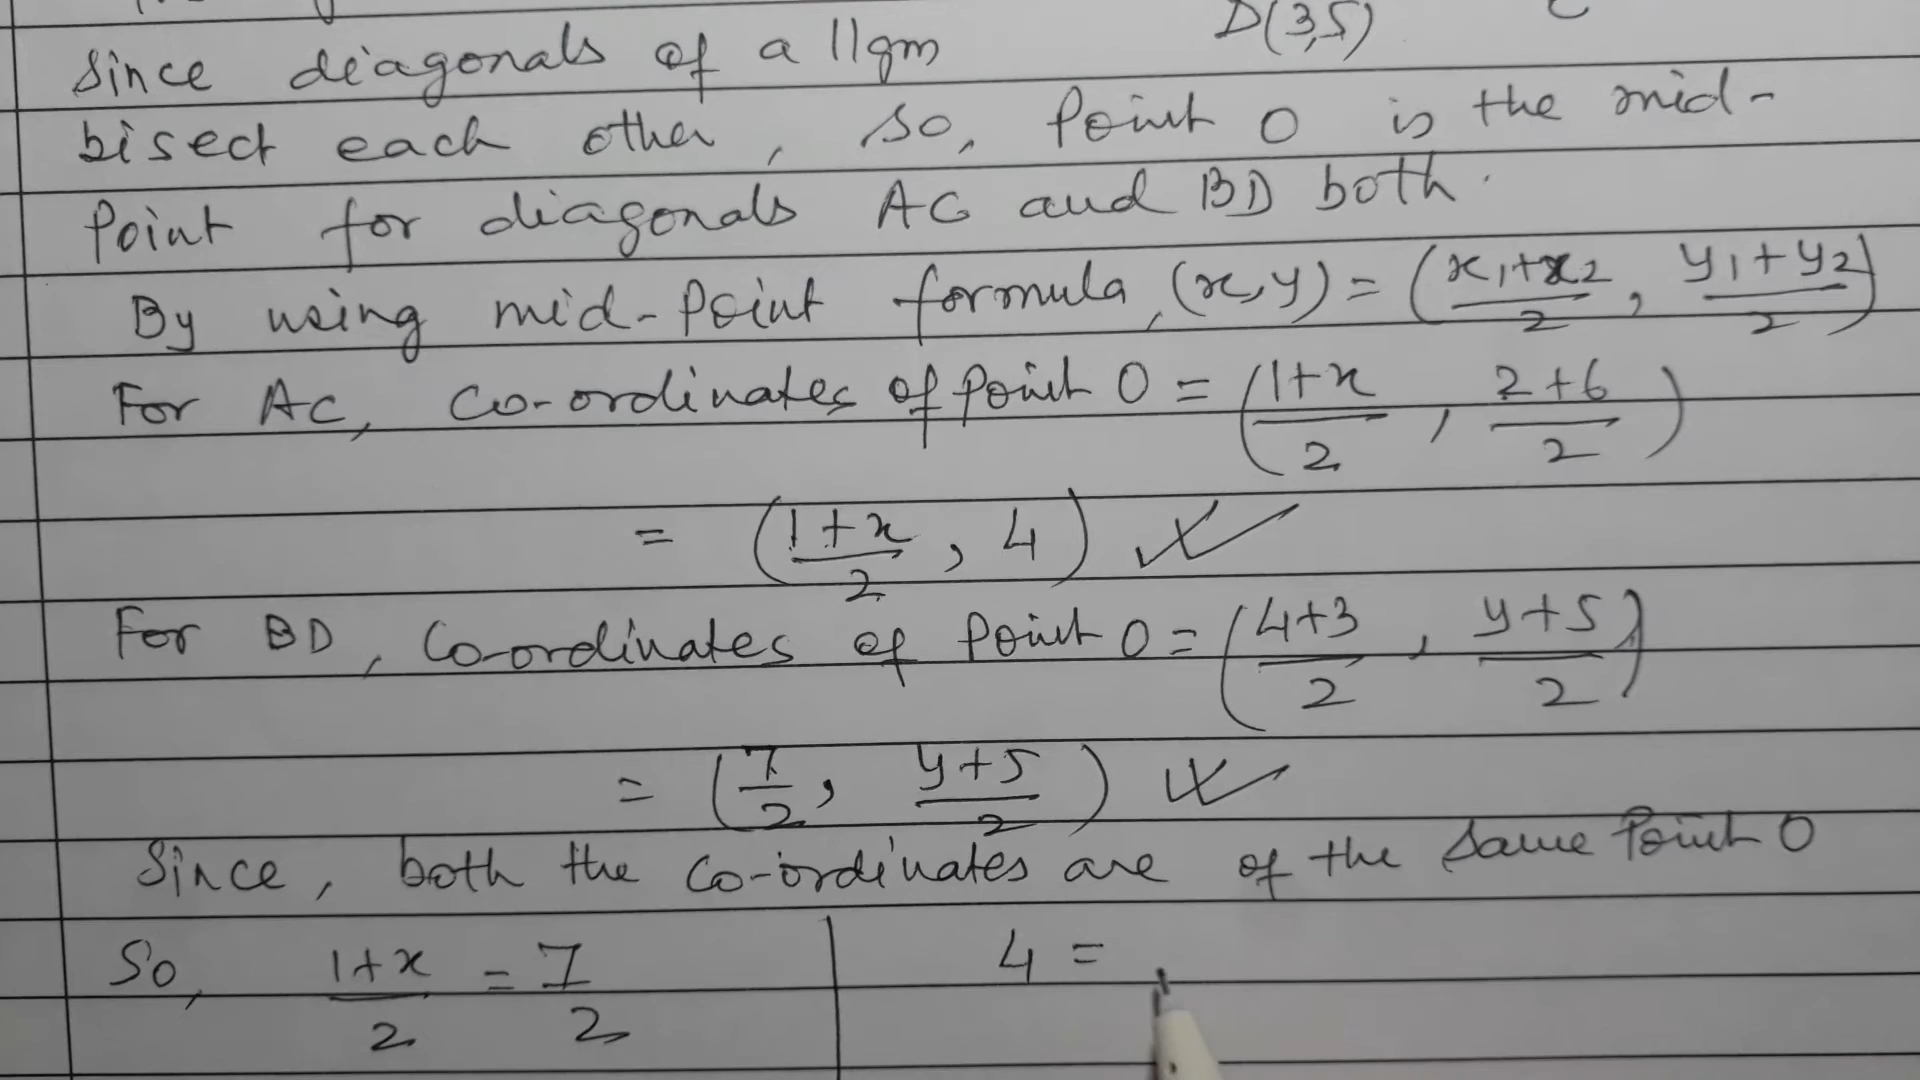 D(3,5) C
Since diagonals of a ||gm
bisect each other, so, Point O is the mid-
Point for diagonals AC and BD both.
By using mid-Point formula, (x,y) = (x1+x2/2, y1+y2/2)
For AC, Co-ordinates of Point O = (1+x/2, 2+6/2)
= (1+x/2, 4) ✓
For BD, Co-ordinates of Point O = (4+3/2, y+5/2)
= (7/2, y+5/2) ✓
Since, both the Co-ordinates are of the Same Point O
So, 1+x/2 = 7/2 | 4 =